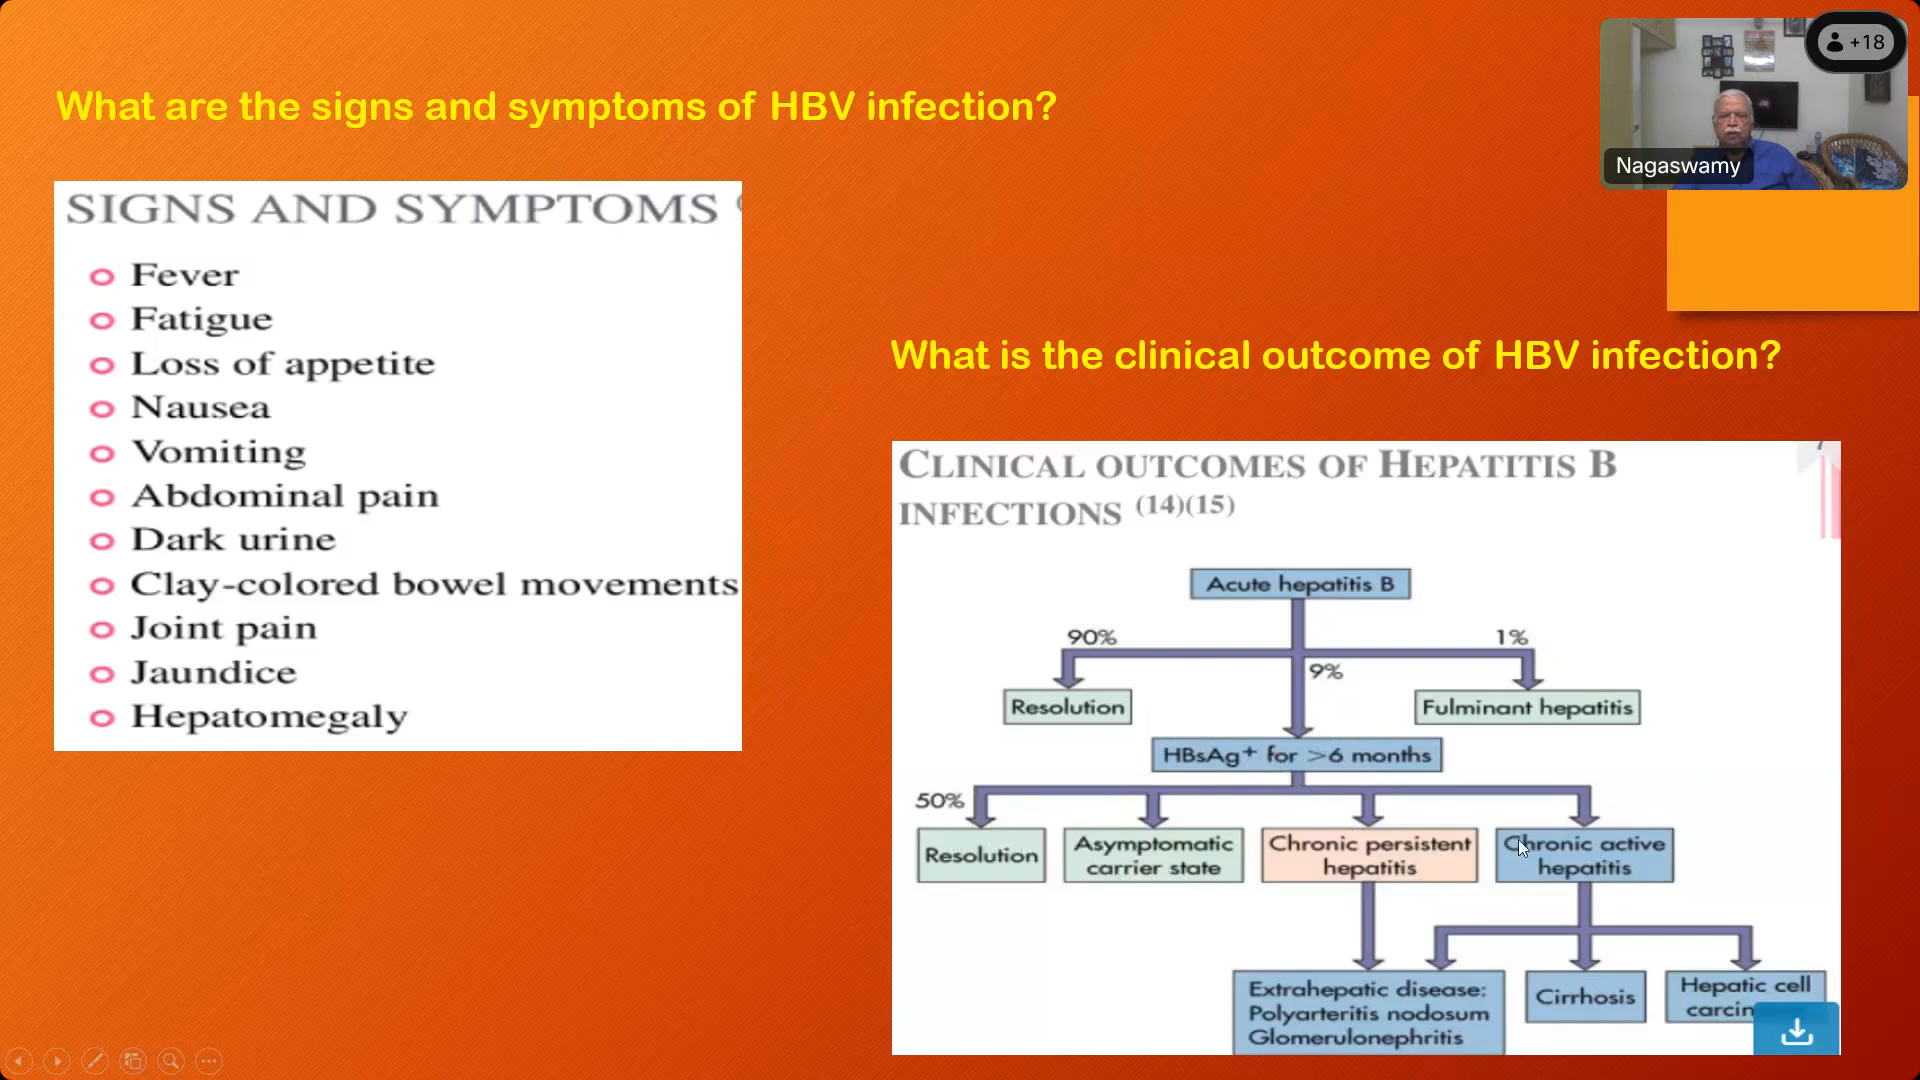 What are the signs and symptoms of HBV infection?
+18
Nagaswamy
SIGNS AND SYMPTOMS
Fever
Fatigue
Loss of appetite
Nausea
Vomiting
Abdominal pain
Dark urine
Clay-colored bowel movements
Joint pain
Jaundice
Hepatomegaly
What is the clinical outcome of HBV infection?
CLINICAL OUTCOMES OF HEPATITIS B
INFECTIONS (14)(15)
Acute hepatitis B
90%
1%
9%
Resolution
Fulminant hepatitis
HBsAg+ for >6 months
50%
Resolution
Asymptomatic
carrier state
Chronic persistent
hepatitis
Chronic active
hepatitis
Extrahepatic disease:
Polyarteritis nodosum
Glomerulonephritis
Cirrhosis
Hepatic cell